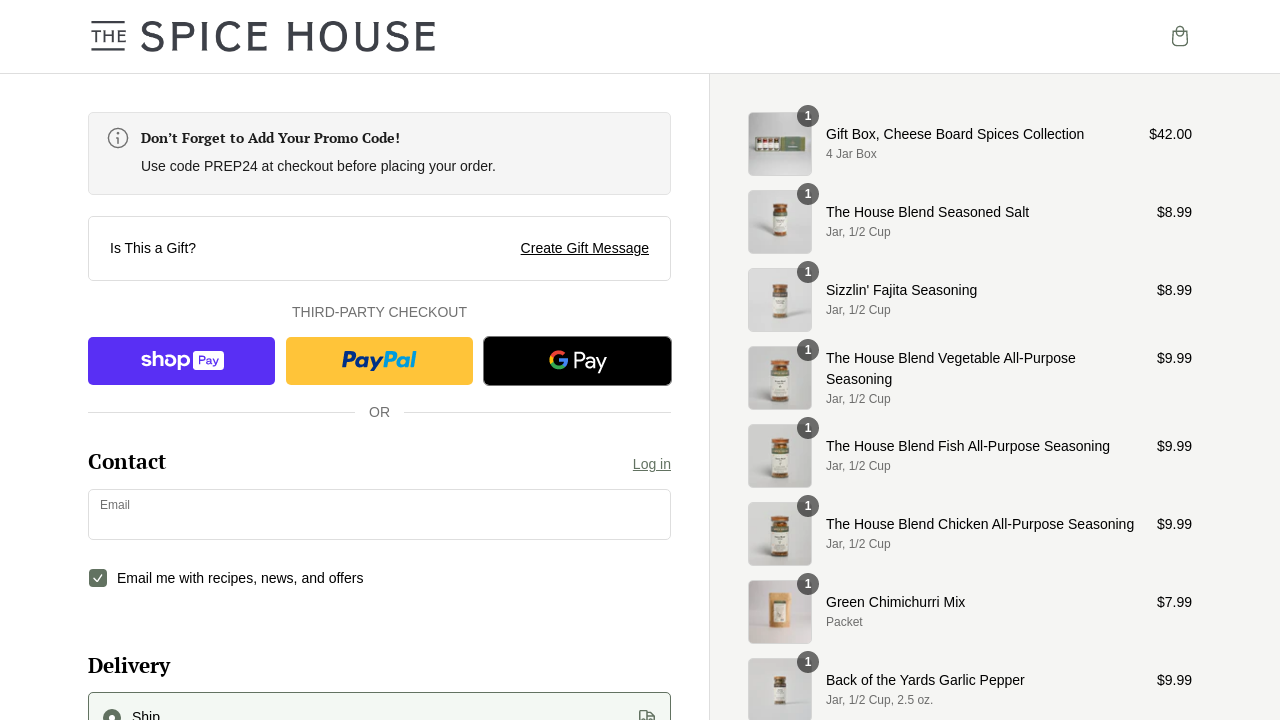 THE SPICE HOUSE
Don't Forget to Add Your Promo Code!
Use code PREP24 at checkout before placing your order.
Is This a Gift?
Create Gift Message
THIRD-PARTY CHECKOUT
shop Pay
PayPal
G Pay
OR
Contact
Log in
Email
Email me with recipes, news, and offers
Delivery
Ship
1
Gift Box, Cheese Board Spices Collection
$42.00
4 Jar Box
1
The House Blend Seasoned Salt
$8.99
Jar, 1/2 Cup
1
Sizzlin' Fajita Seasoning
$8.99
Jar, 1/2 Cup
1
The House Blend Vegetable All-Purpose
Seasoning
$9.99
Jar, 1/2 Cup
1
The House Blend Fish All-Purpose Seasoning
$9.99
Jar, 1/2 Cup
1
The House Blend Chicken All-Purpose Seasoning
$9.99
Jar, 1/2 Cup
1
Green Chimichurri Mix
$7.99
Packet
1
Back of the Yards Garlic Pepper
$9.99
Jar, 1/2 Cup, 2.5 oz.